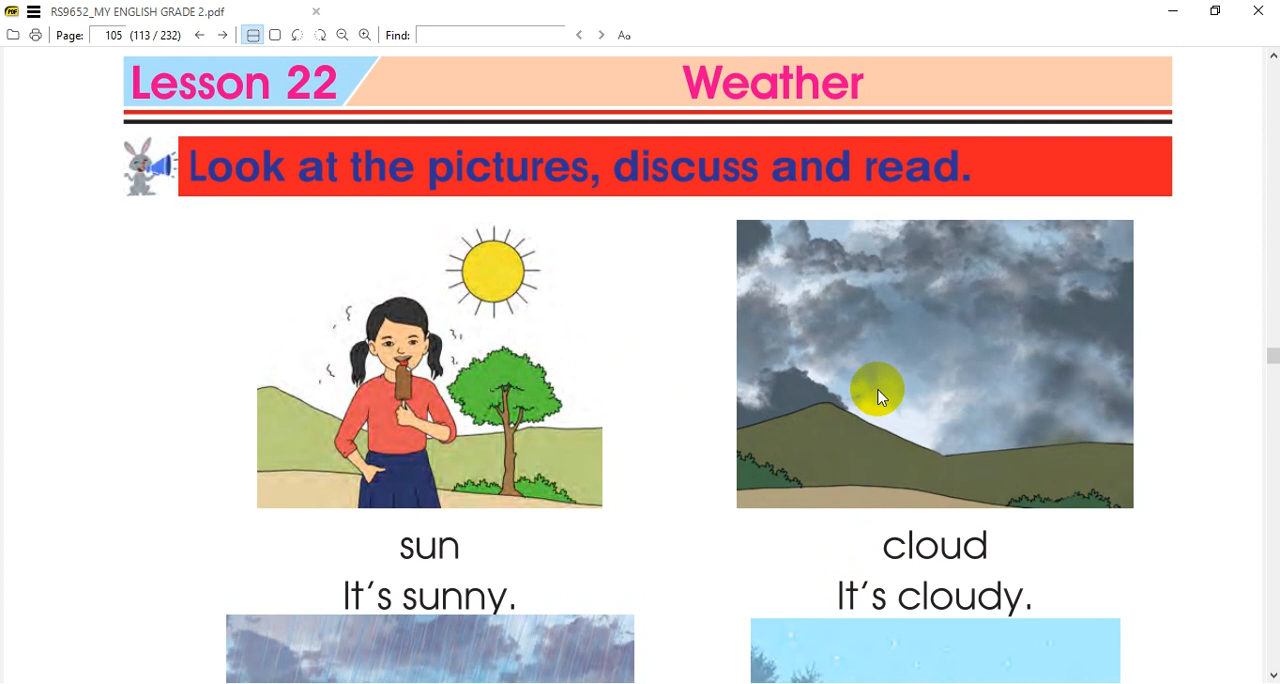 RS9652_MY ENGLISH GRADE 2.pdf
Page: 105 (113 / 232) Find: Aa
Lesson 22 Weather
Look at the pictures, discuss and read.
sun cloud
It's sunny. It's cloudy.